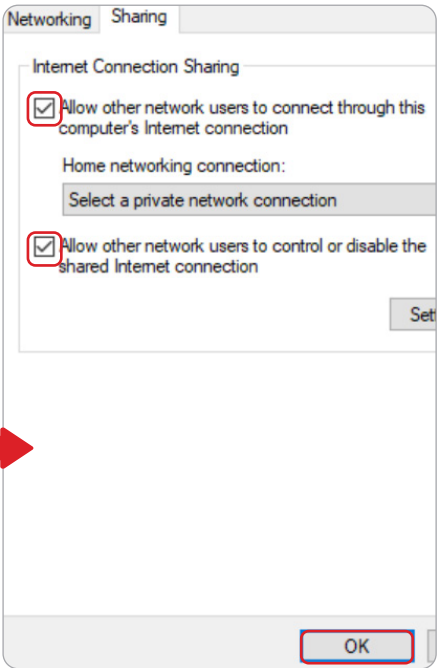 Networking Sharing
Internet Connection Sharing
Allow other network users to connect through this
computer's Internet connection
Home networking connection:
Select a private network connection
Allow other network users to control or disable the
shared Internet connection
OK